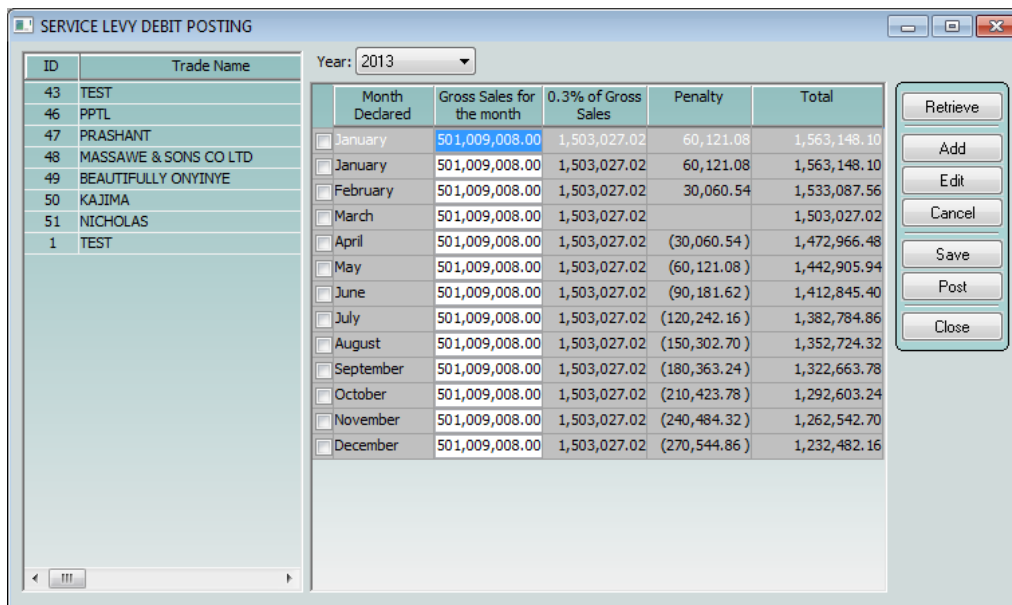 SERVICE LEVY DEBIT POSTING
ID Trade Name
43 TEST
46 PPTL
47 PRASHANT
48 MASSAWE & SONS CO LTD
49 BEAUTIFULLY ONYINYE
50 KAJIMA
51 NICHOLAS
1 TEST
Year: 2013
Month Declared Gross Sales for the month 0.3% of Gross Sales Penalty Total
January 501,009,008.00 1,503,027.02 60,121.08 1,563,148.10
January 501,009,008.00 1,503,027.02 60,121.08 1,563,148.10
February 501,009,008.00 1,503,027.02 30,060.54 1,533,087.56
March 501,009,008.00 1,503,027.02 1,503,027.02
April 501,009,008.00 1,503,027.02 (30,060.54 ) 1,472,966.48
May 501,009,008.00 1,503,027.02 (60,121.08 ) 1,442,905.94
June 501,009,008.00 1,503,027.02 (90,181.62 ) 1,412,845.40
July 501,009,008.00 1,503,027.02 (120,242.16 ) 1,382,784.86
August 501,009,008.00 1,503,027.02 (150,302.70 ) 1,352,724.32
September 501,009,008.00 1,503,027.02 (180,363.24 ) 1,322,663.78
October 501,009,008.00 1,503,027.02 (210,423.78 ) 1,292,603.24
November 501,009,008.00 1,503,027.02 (240,484.32 ) 1,262,542.70
December 501,009,008.00 1,503,027.02 (270,544.86 ) 1,232,482.16
Retrieve
Add
Edit
Cancel
Save
Post
Close